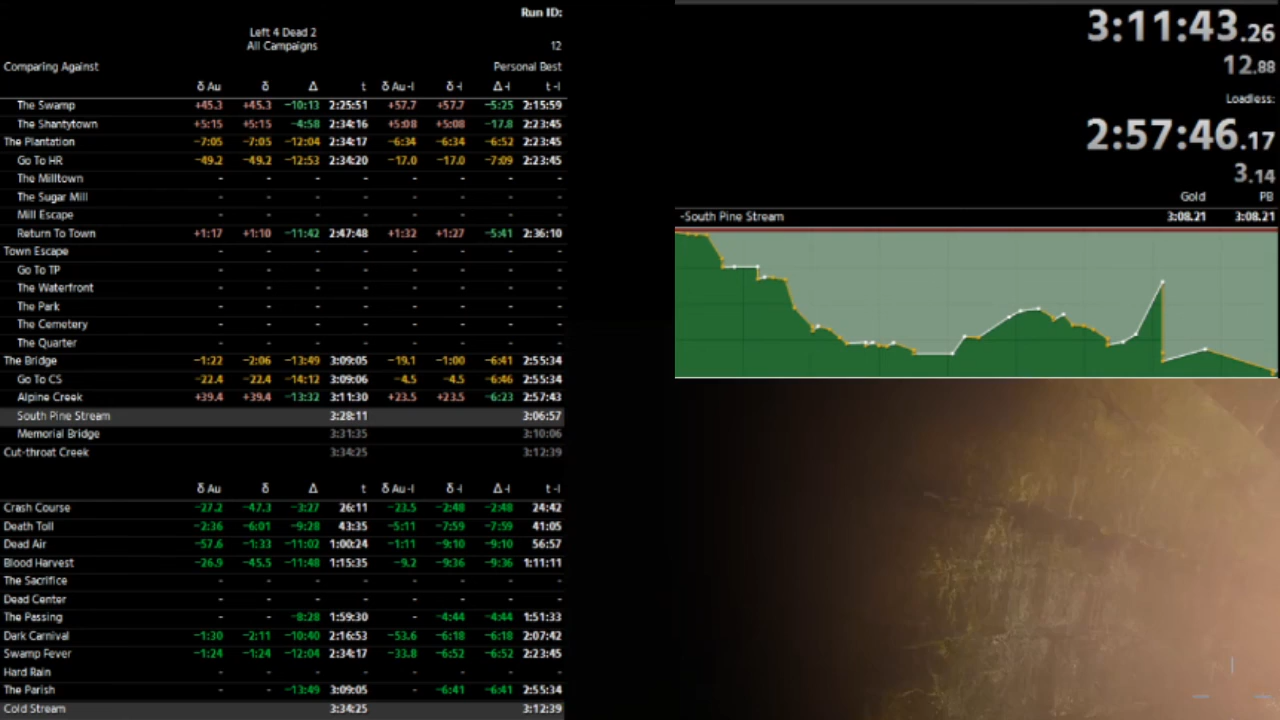 Run ID:
Left 4 Dead 2
All Campaigns
12
Comparing Against Personal Best
δ Au δ Δ t δ Au -l δ -l Δ -l t -l
The Swamp +45.3 +45.3 −10:13 2:25:51 +57.7 +57.7 −5:25 2:15:59
The Shantytown +5:15 +5:15 −4:58 2:34:16 +5:08 +5:08 −17.8 2:23:45
The Plantation −7:05 −7:05 −12:04 2:34:17 −6:34 −6:34 −6:52 2:23:45
Go To HR −49.2 −49.2 −12:53 2:34:20 −17.0 −17.0 −7:09 2:23:45
The Milltown - - - - - - - -
The Sugar Mill - - - - - - - -
Mill Escape - - - - - - - -
Return To Town +1:17 +1:10 −11:42 2:47:48 +1:32 +1:27 −5:41 2:36:10
Town Escape - - - - - - - -
Go To TP - - - - - - - -
The Waterfront - - - - - - - -
The Park - - - - - - - -
The Cemetery - - - - - - - -
The Quarter - - - - - - - -
The Bridge −1:22 −2:06 −13:49 3:09:05 −19.1 −1:00 −6:41 2:55:34
Go To CS −22.4 −22.4 −14:12 3:09:06 −4.5 −4.5 −6:46 2:55:34
Alpine Creek +39.4 +39.4 −13:32 3:11:30 +23.5 +23.5 −6:23 2:57:43
South Pine Stream 3:28:11 3:06:57
Memorial Bridge 3:31:35 3:10:06
Cut-throat Creek 3:34:25 3:12:39
δ Au δ Δ t δ Au -l δ -l Δ -l t -l
Crash Course −27.2 −47.3 −3:27 26:11 −23.5 −2:48 −2:48 24:42
Death Toll −2:36 −6:01 −9:28 43:35 −5:11 −7:59 −7:59 41:05
Dead Air −57.6 −1:33 −11:02 1:00:24 −1:11 −9:10 −9:10 56:57
Blood Harvest −26.9 −45.5 −11:48 1:15:35 −9.2 −9:36 −9:36 1:11:11
The Sacrifice - - - - - - - -
Dead Center - - - - - - - -
The Passing - - −8:28 1:59:30 - −4:44 −4:44 1:51:33
Dark Carnival −1:30 −2:11 −10:40 2:16:53 −53.6 −6:18 −6:18 2:07:42
Swamp Fever −1:24 −1:24 −12:04 2:34:17 −33.8 −6:52 −6:52 2:23:45
Hard Rain - - - - - - - -
The Parish - - −13:49 3:09:05 - −6:41 −6:41 2:55:34
Cold Stream 3:34:25 3:12:39
3:11:43.26
12.88
Loadless:
2:57:46.17
3.14
Gold PB
-South Pine Stream 3:08.21 3:08.21